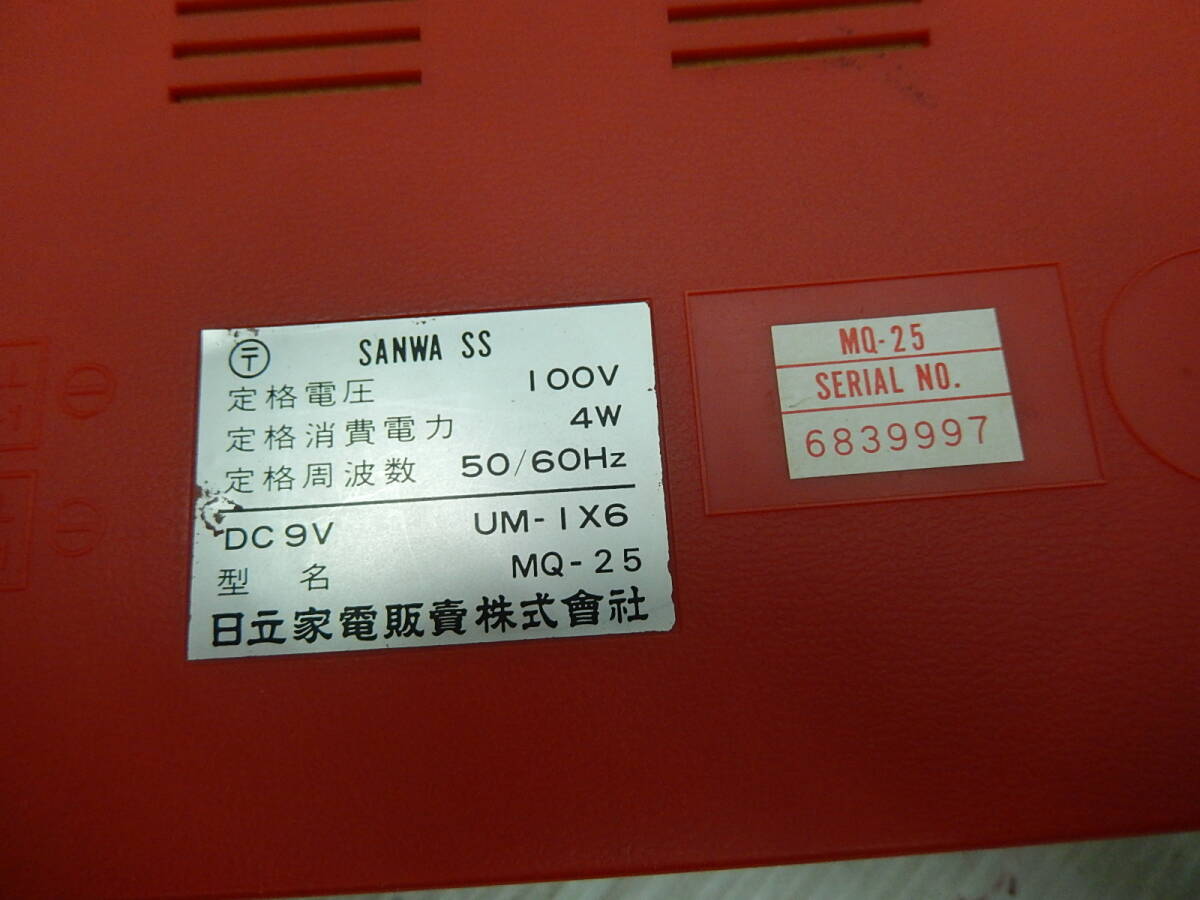 〒 SANWA SS
定格電圧 100V
定格消費電力 4W
定格周波数 50/60Hz
DC 9V UM-1X6
型名 MQ-25
日立家電販賣株式會社
MQ-25
SERIAL NO.
6839997